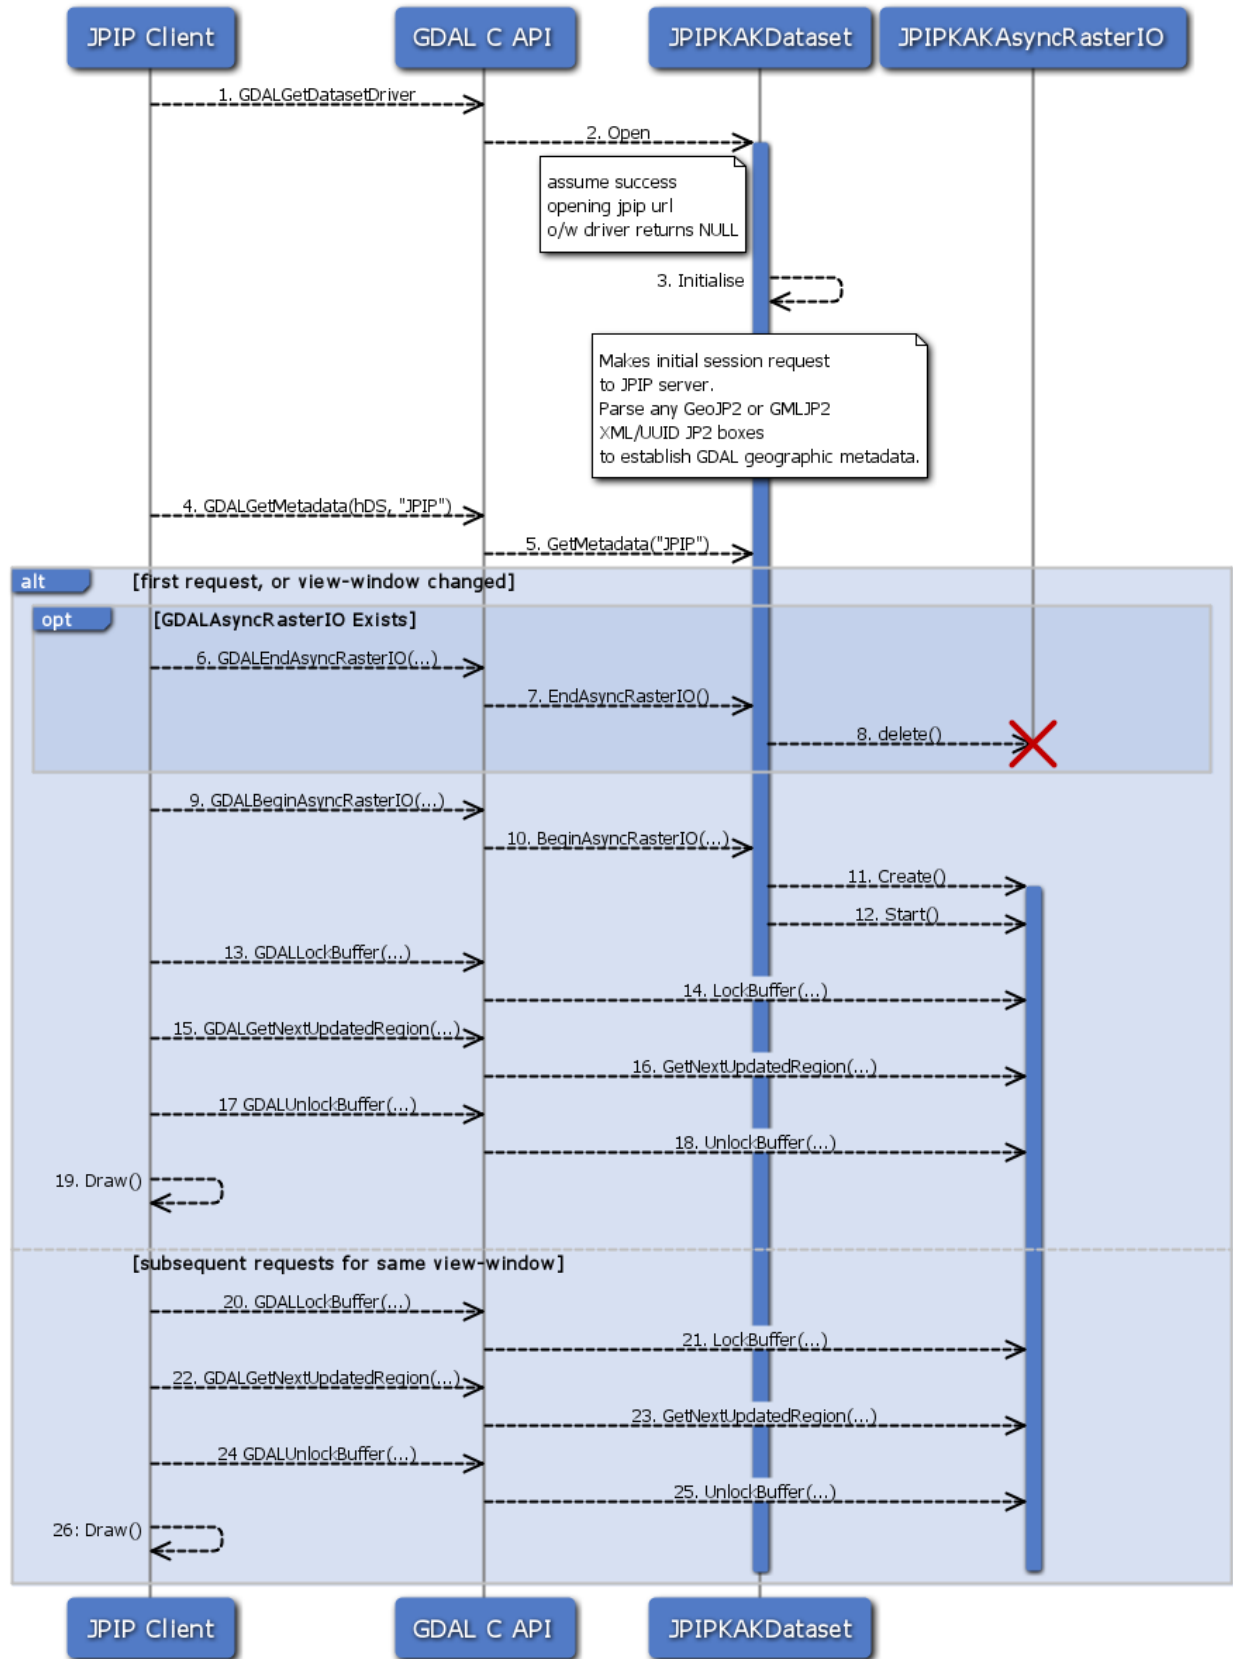 JPIP Client
GDAL C API
JPIPKAKDataset
JPIPKAKAsyncRasterIO
1. GDALGetDatasetDriver
2. Open
assume success
opening jpip url
o/w driver returns NULL
3. Initialise
Makes initial session request
to JPIP server.
Parse any GeoJP2 or GMLJP2
XML/UUID JP2 boxes
to establish GDAL geographic metadata.
4. GDALGetMetadata(hDS, "JPIP")
5. GetMetadata("JPIP")
alt [first request, or view-window changed]
opt [GDALAsyncRasterIO Exists]
6. GDALEndAsyncRasterIO(...)
7. EndAsyncRasterIO()
8. delete()
9. GDALBeginAsyncRasterIO(...)
10. BeginAsyncRasterIO(...)
11. Create()
12. Start()
13. GDALLockBuffer(...)
14. LockBuffer(...)
15. GDALGetNextUpdatedRegion(...)
16. GetNextUpdatedRegion(...)
17 GDALUnlockBuffer(...)
18. UnlockBuffer(...)
19. Draw()
[subsequent requests for same view-window]
20. GDALLockBuffer(...)
21. LockBuffer(...)
22. GDALGetNextUpdatedRegion(...)
23. GetNextUpdatedRegion(...)
24 GDALUnlockBuffer(...)
25. UnlockBuffer(...)
26: Draw()
JPIP Client
GDAL C API
JPIPKAKDataset